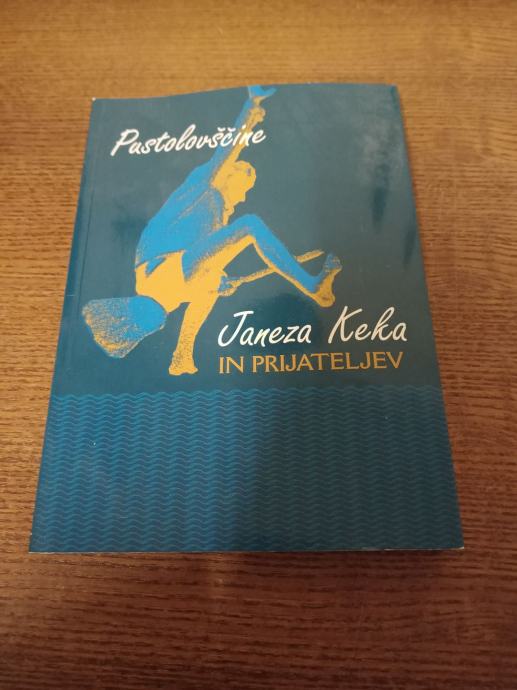 Pustolovščine
Janeza Keka
IN PRIJATELJEV